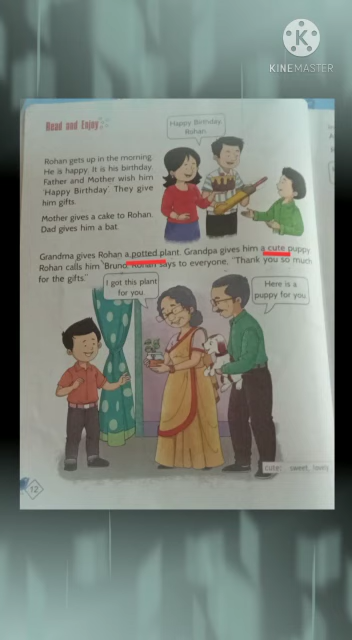 KINEMASTER
Read and Enjoy
Happy Birthday
Rohan
Rohan gets up in the morning.
He is happy. It is his birthday.
Father and Mother wish him
'Happy Birthday'. They give
him gifts.
Mother gives a cake to Rohan.
Dad gives him a bat.
Grandma gives Rohan a potted plant. Grandpa gives him a cute puppy.
Rohan calls him 'Bruno'. Rohan says to everyone, "Thank you so much
for the gifts."
I got this plant
for you.
Here is a
puppy for you.
cute: sweet, lovely
12